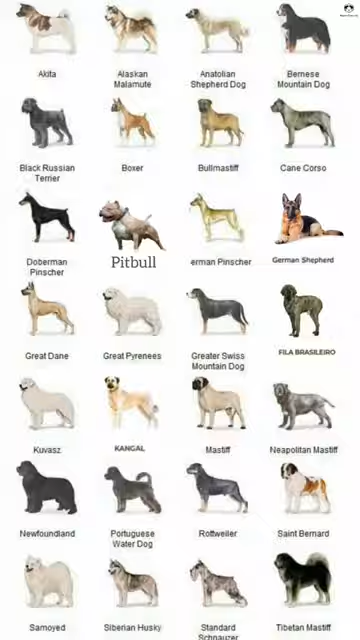 Akita
Alaskan
Malamute
Anatolian
Shepherd Dog
Bernese
Mountain Dog
Black Russian
Terrier
Boxer
Bullmastiff
Cane Corso
Doberman
Pinscher
Pitbull
erman Pinscher
German Shepherd
Great Dane
Great Pyrenees
Greater Swiss
Mountain Dog
FILA BRASILEIRO
Kuvasz
KANGAL
Mastiff
Neapolitan Mastiff
Newfoundland
Portuguese
Water Dog
Rottweiler
Saint Bernard
Samoyed
Siberian Husky
Standard
Schnauzer
Tibetan Mastiff